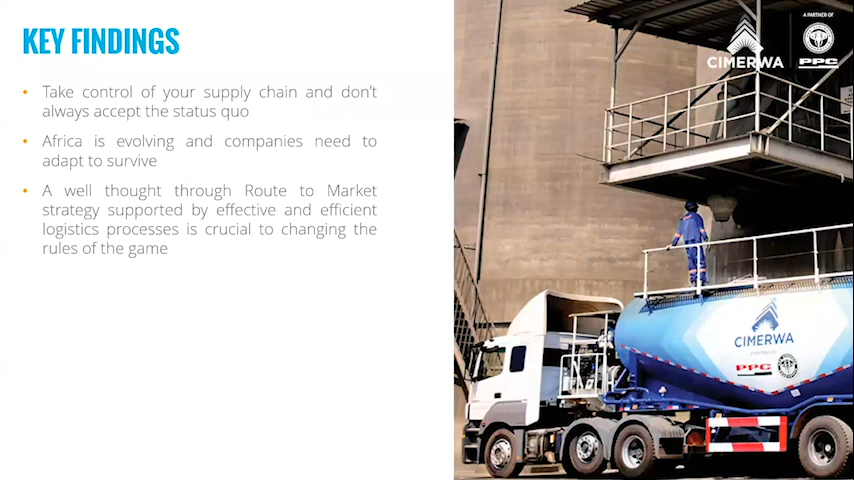 KEY FINDINGS
• Take control of your supply chain and don't
always accept the status quo
• Africa is evolving and companies need to
adapt to survive
• A well thought through Route to Market
strategy supported by effective and efficient
logistics processes is crucial to changing the
rules of the game
A PARTNER OF
CIMERWA
PPC
CIMERWA
PPC